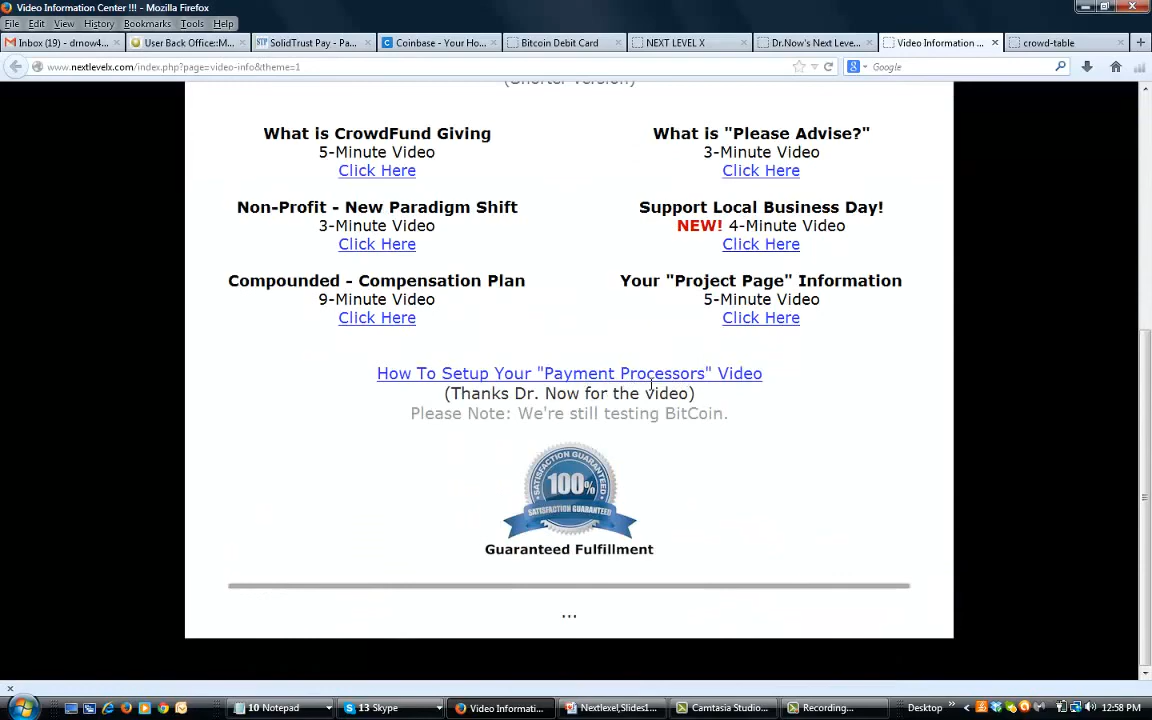 Video Information Center !!! - Mozilla Firefox
File Edit View History Bookmarks Tools Help
Inbox (19) - drnow4... User Back Office::M... SolidTrust Pay - Pa... Coinbase - Your Ho... Bitcoin Debit Card NEXT LEVEL X Dr.Now's Next Leve... Video Information ... crowd-table
www.nextlevelx.com/index.php?page=video-info&theme=1 Google
(Shorter Version)
What is CrowdFund Giving
5-Minute Video
Click Here
What is "Please Advise?"
3-Minute Video
Click Here
Non-Profit - New Paradigm Shift
3-Minute Video
Click Here
Support Local Business Day!
NEW! 4-Minute Video
Click Here
Compounded - Compensation Plan
9-Minute Video
Click Here
Your "Project Page" Information
5-Minute Video
Click Here
How To Setup Your "Payment Processors" Video
(Thanks Dr. Now for the video)
Please Note: We're still testing BitCoin.
SATISFACTION GUARANTEED
100%
SATISFACTION GUARANTEED
Guaranteed Fulfillment
...
10 Notepad 13 Skype Video Informati... Nextlexel,Slides1... Camtasia Studio... Recording... Desktop 12:58 PM